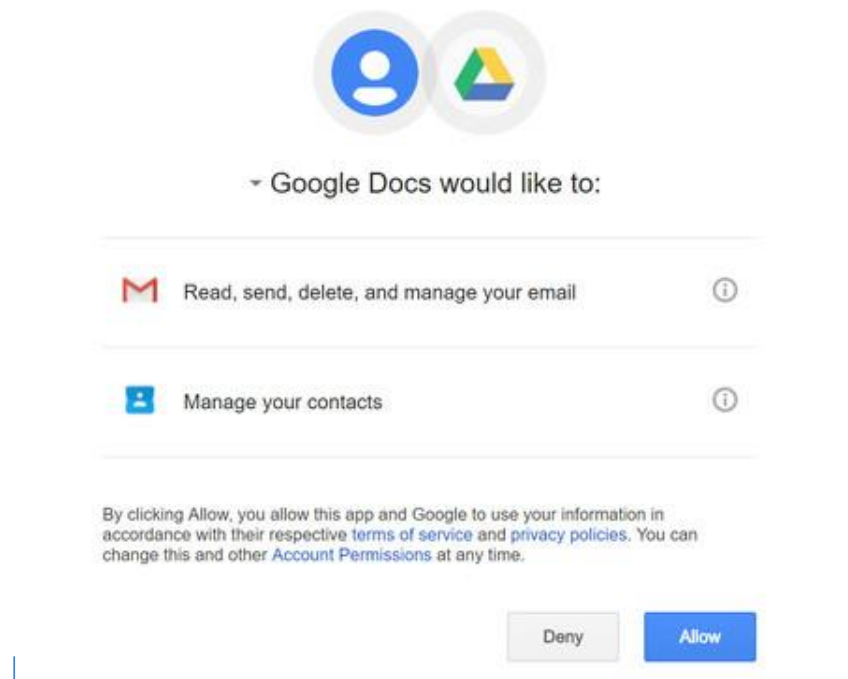 Google Docs would like to:
Read, send, delete, and manage your email
Manage your contacts
By clicking Allow, you allow this app and Google to use your information in
accordance with their respective terms of service and privacy policies. You can
change this and other Account Permissions at any time.
Deny
Allow